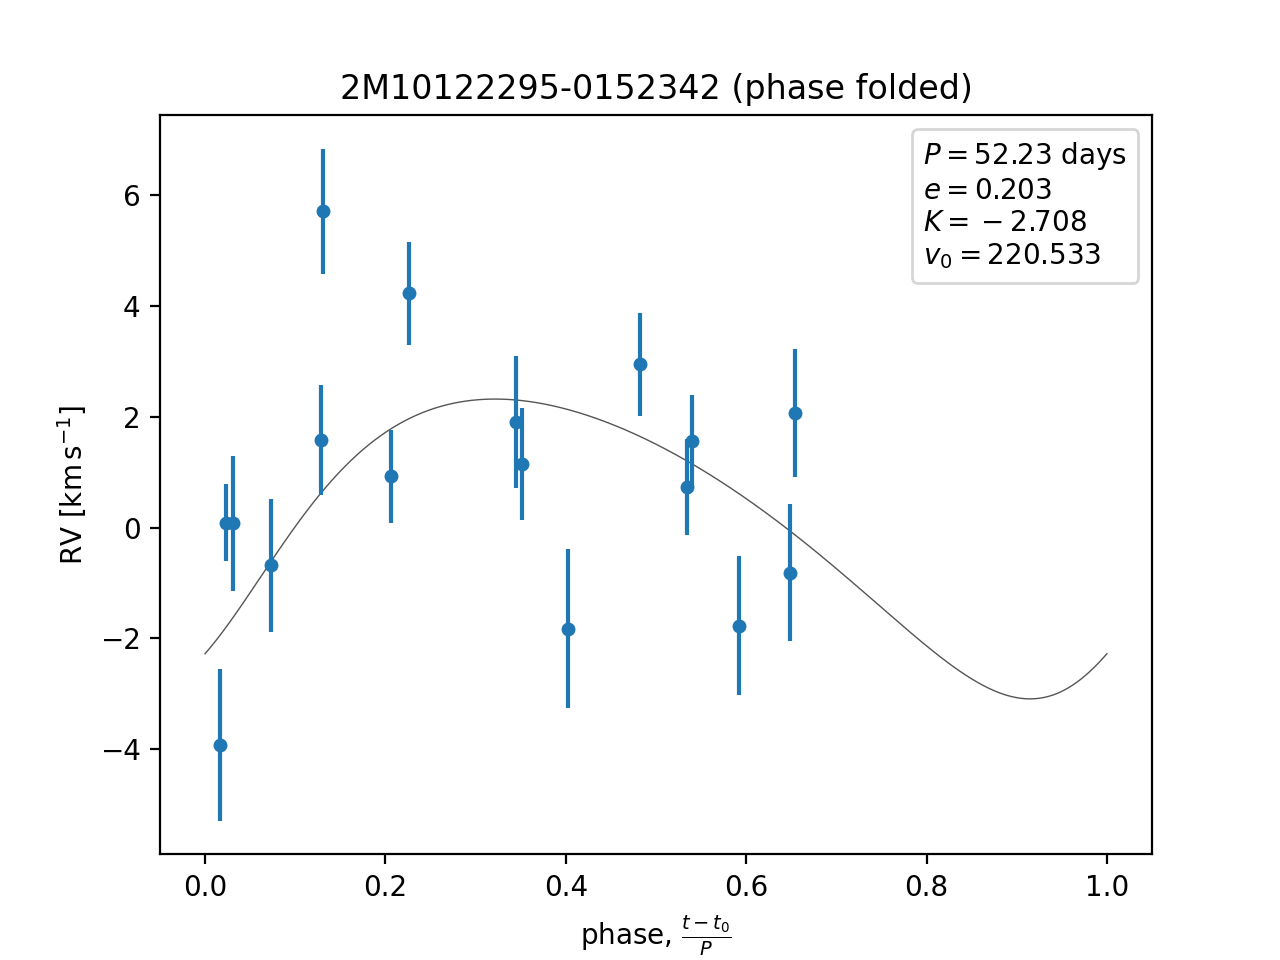 2M10122295-0152342 (phase folded)
P = 52.23 days
e = 0.203
K = −2.708
v₀ = 220.533
RV [km s⁻¹]
6
4
2
0
−2
−4
0.0 0.2 0.4 0.6 0.8 1.0
phase, (t − t₀)/P